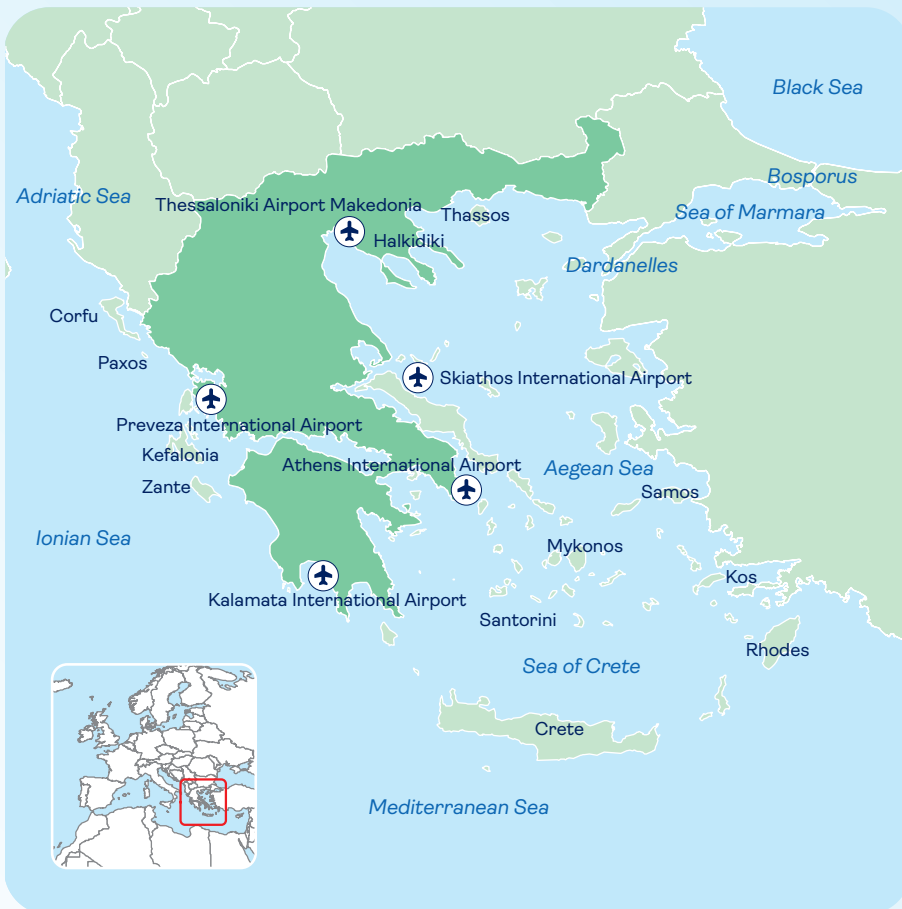 Black Sea
Bosporus
Adriatic Sea
Thessaloniki Airport Makedonia
Thassos
Sea of Marmara
Halkidiki
Dardanelles
Corfu
Paxos
Skiathos International Airport
Preveza International Airport
Kefalonia
Athens International Airport
Aegean Sea
Zante
Samos
Ionian Sea
Mykonos
Kos
Kalamata International Airport
Santorini
Rhodes
Sea of Crete
Crete
Mediterranean Sea